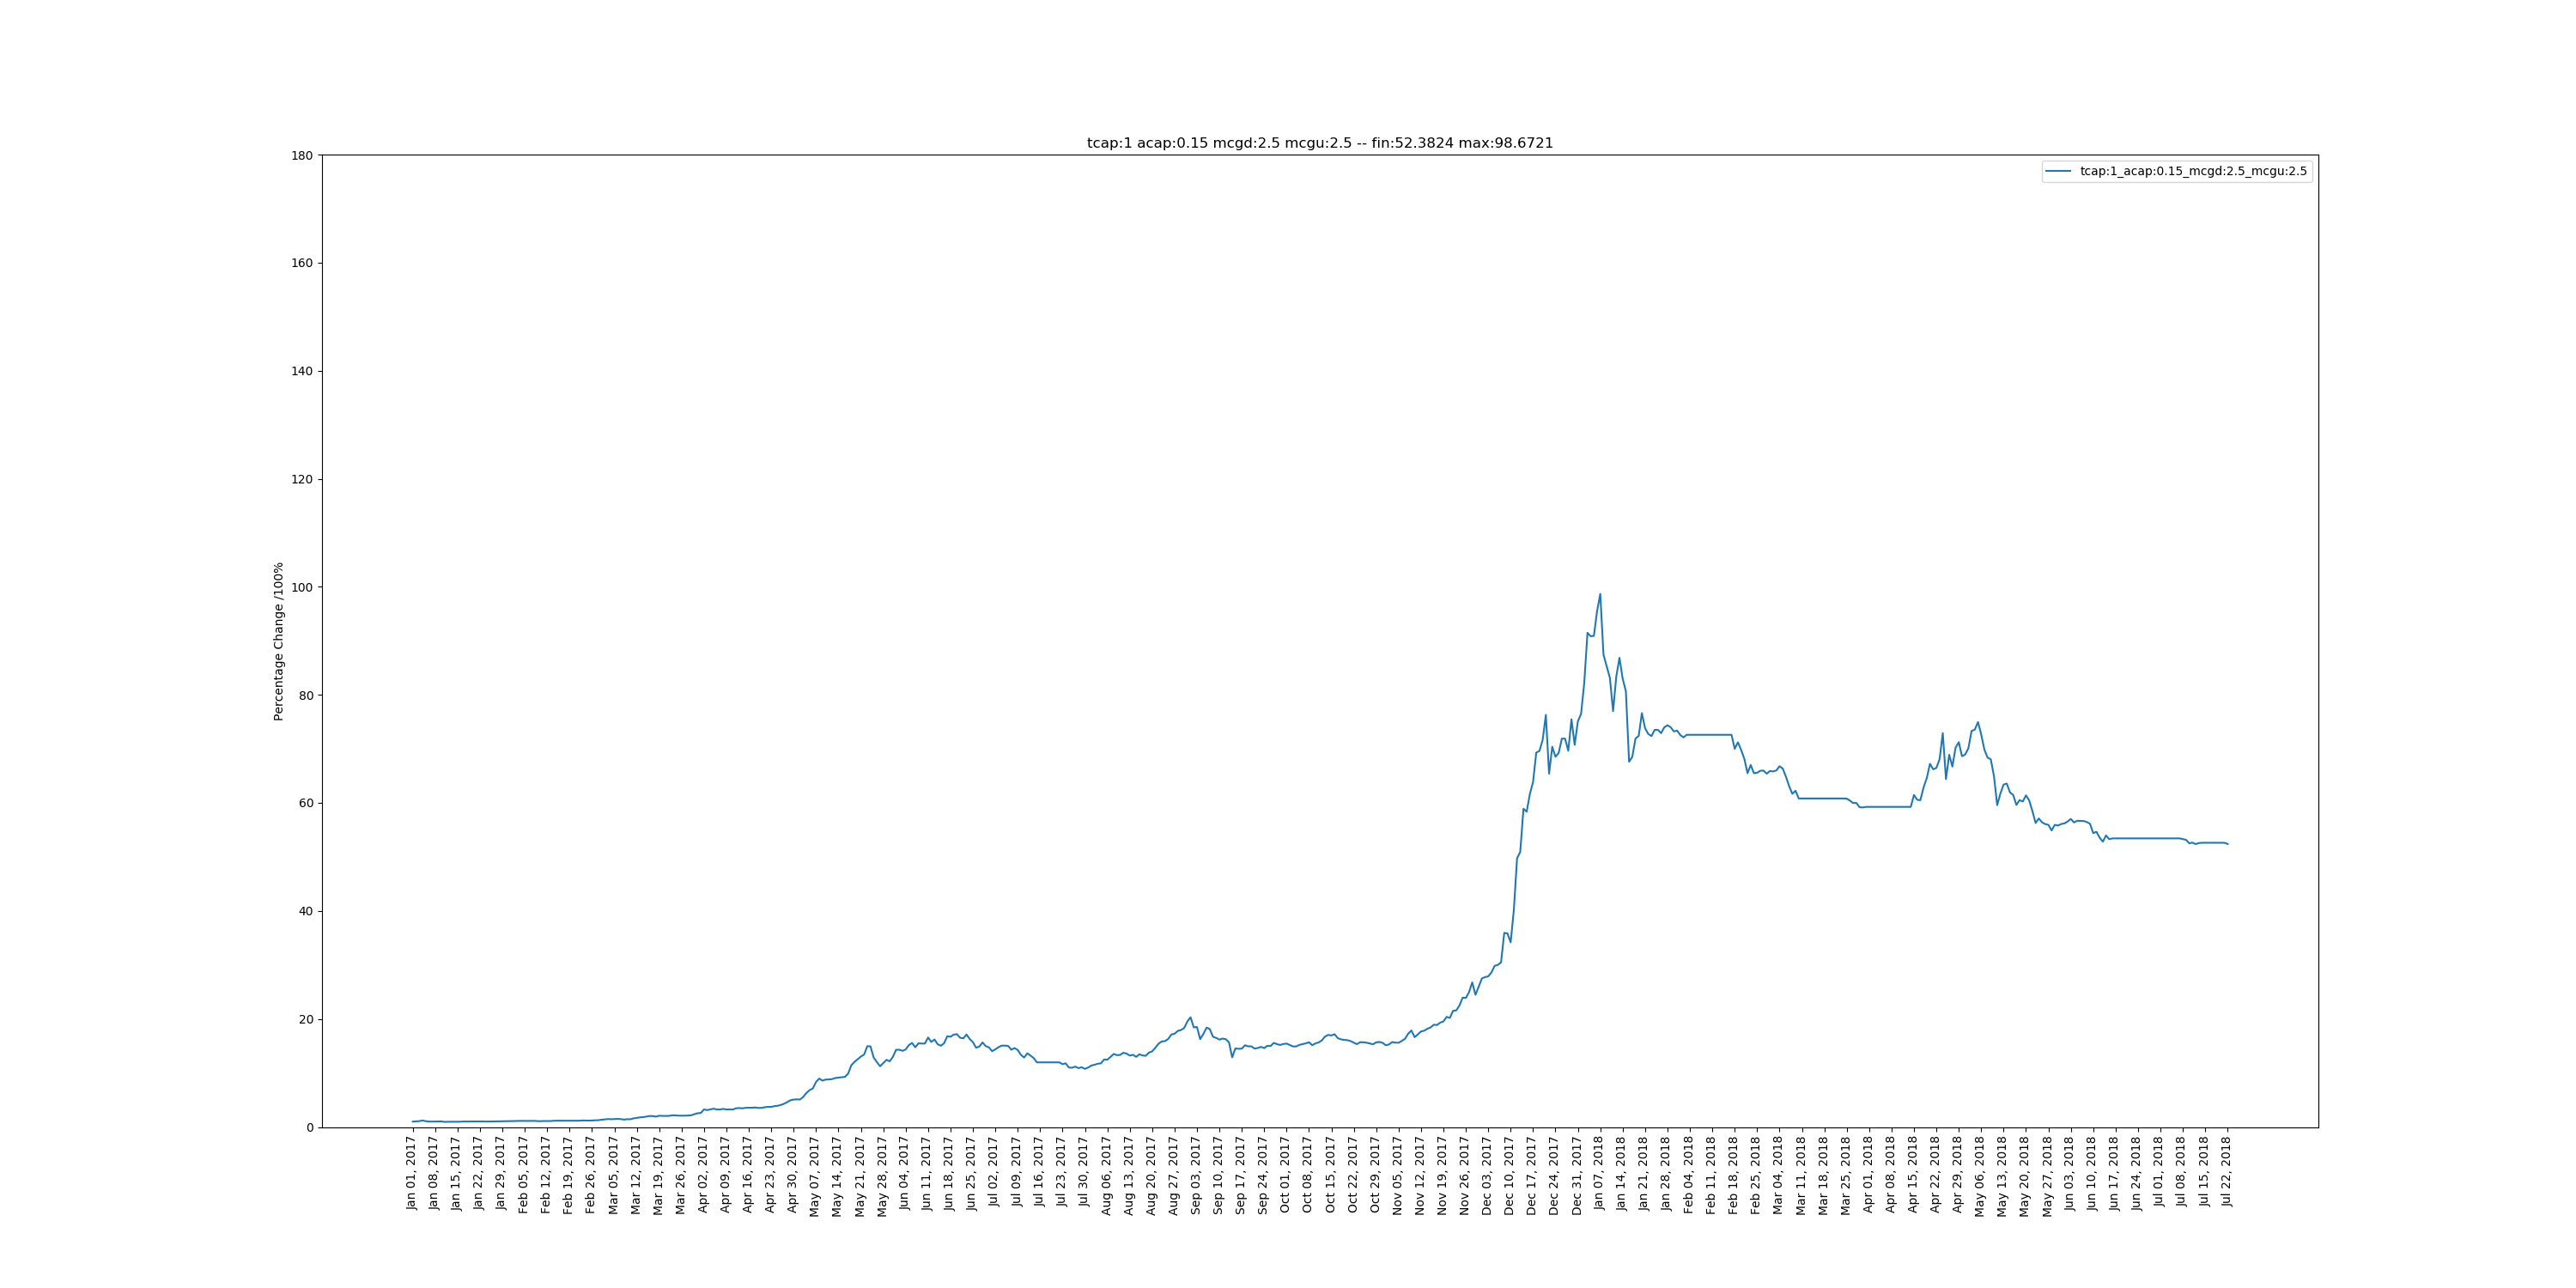 tcap:1 acap:0.15 mcgd:2.5 mcgu:2.5 -- fin:52.3824 max:98.6721
tcap:1_acap:0.15_mcgd:2.5_mcgu:2.5
Percentage Change /100%
180
160
140
120
100
80
60
40
20
0
Jan 01, 2017
Jan 08, 2017
Jan 15, 2017
Jan 22, 2017
Jan 29, 2017
Feb 05, 2017
Feb 12, 2017
Feb 19, 2017
Feb 26, 2017
Mar 05, 2017
Mar 12, 2017
Mar 19, 2017
Mar 26, 2017
Apr 02, 2017
Apr 09, 2017
Apr 16, 2017
Apr 23, 2017
Apr 30, 2017
May 07, 2017
May 14, 2017
May 21, 2017
May 28, 2017
Jun 04, 2017
Jun 11, 2017
Jun 18, 2017
Jun 25, 2017
Jul 02, 2017
Jul 09, 2017
Jul 16, 2017
Jul 23, 2017
Jul 30, 2017
Aug 06, 2017
Aug 13, 2017
Aug 20, 2017
Aug 27, 2017
Sep 03, 2017
Sep 10, 2017
Sep 17, 2017
Sep 24, 2017
Oct 01, 2017
Oct 08, 2017
Oct 15, 2017
Oct 22, 2017
Oct 29, 2017
Nov 05, 2017
Nov 12, 2017
Nov 19, 2017
Nov 26, 2017
Dec 03, 2017
Dec 10, 2017
Dec 17, 2017
Dec 24, 2017
Dec 31, 2017
Jan 07, 2018
Jan 14, 2018
Jan 21, 2018
Jan 28, 2018
Feb 04, 2018
Feb 11, 2018
Feb 18, 2018
Feb 25, 2018
Mar 04, 2018
Mar 11, 2018
Mar 18, 2018
Mar 25, 2018
Apr 01, 2018
Apr 08, 2018
Apr 15, 2018
Apr 22, 2018
Apr 29, 2018
May 06, 2018
May 13, 2018
May 20, 2018
May 27, 2018
Jun 03, 2018
Jun 10, 2018
Jun 17, 2018
Jun 24, 2018
Jul 01, 2018
Jul 08, 2018
Jul 15, 2018
Jul 22, 2018